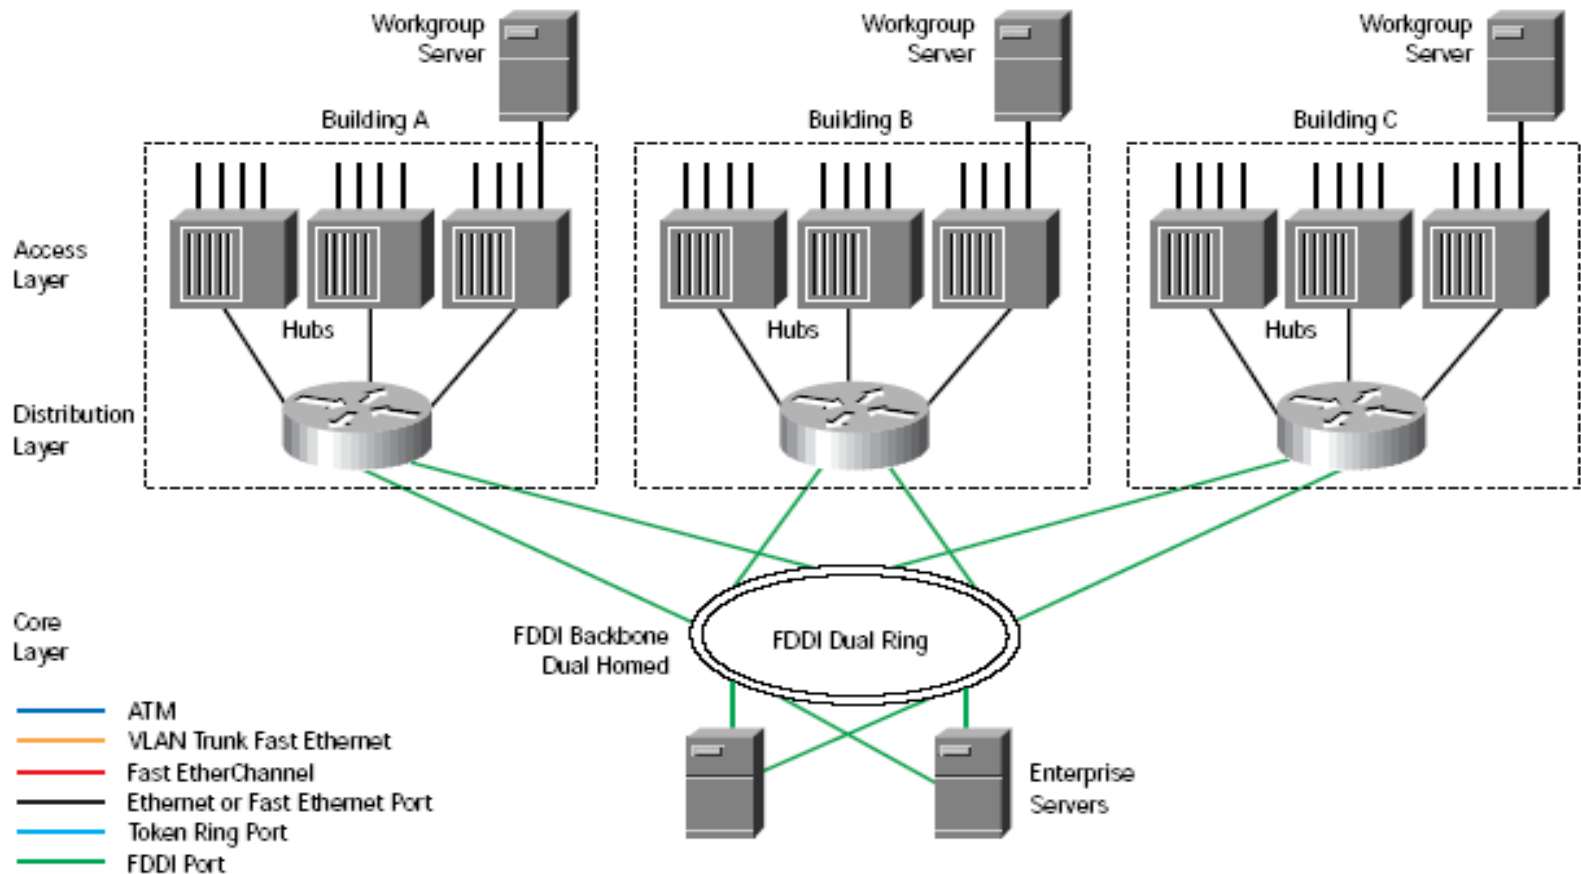 Workgroup
Server
Workgroup
Server
Workgroup
Server
Building A
Building B
Building C
Access
Layer
Hubs
Hubs
Hubs
Distribution
Layer
Core
Layer
FDDI Backbone
Dual Homed
FDDI Dual Ring
ATM
VLAN Trunk Fast Ethernet
Fast EtherChannel
Ethernet or Fast Ethernet Port
Token Ring Port
FDDI Port
Enterprise
Servers